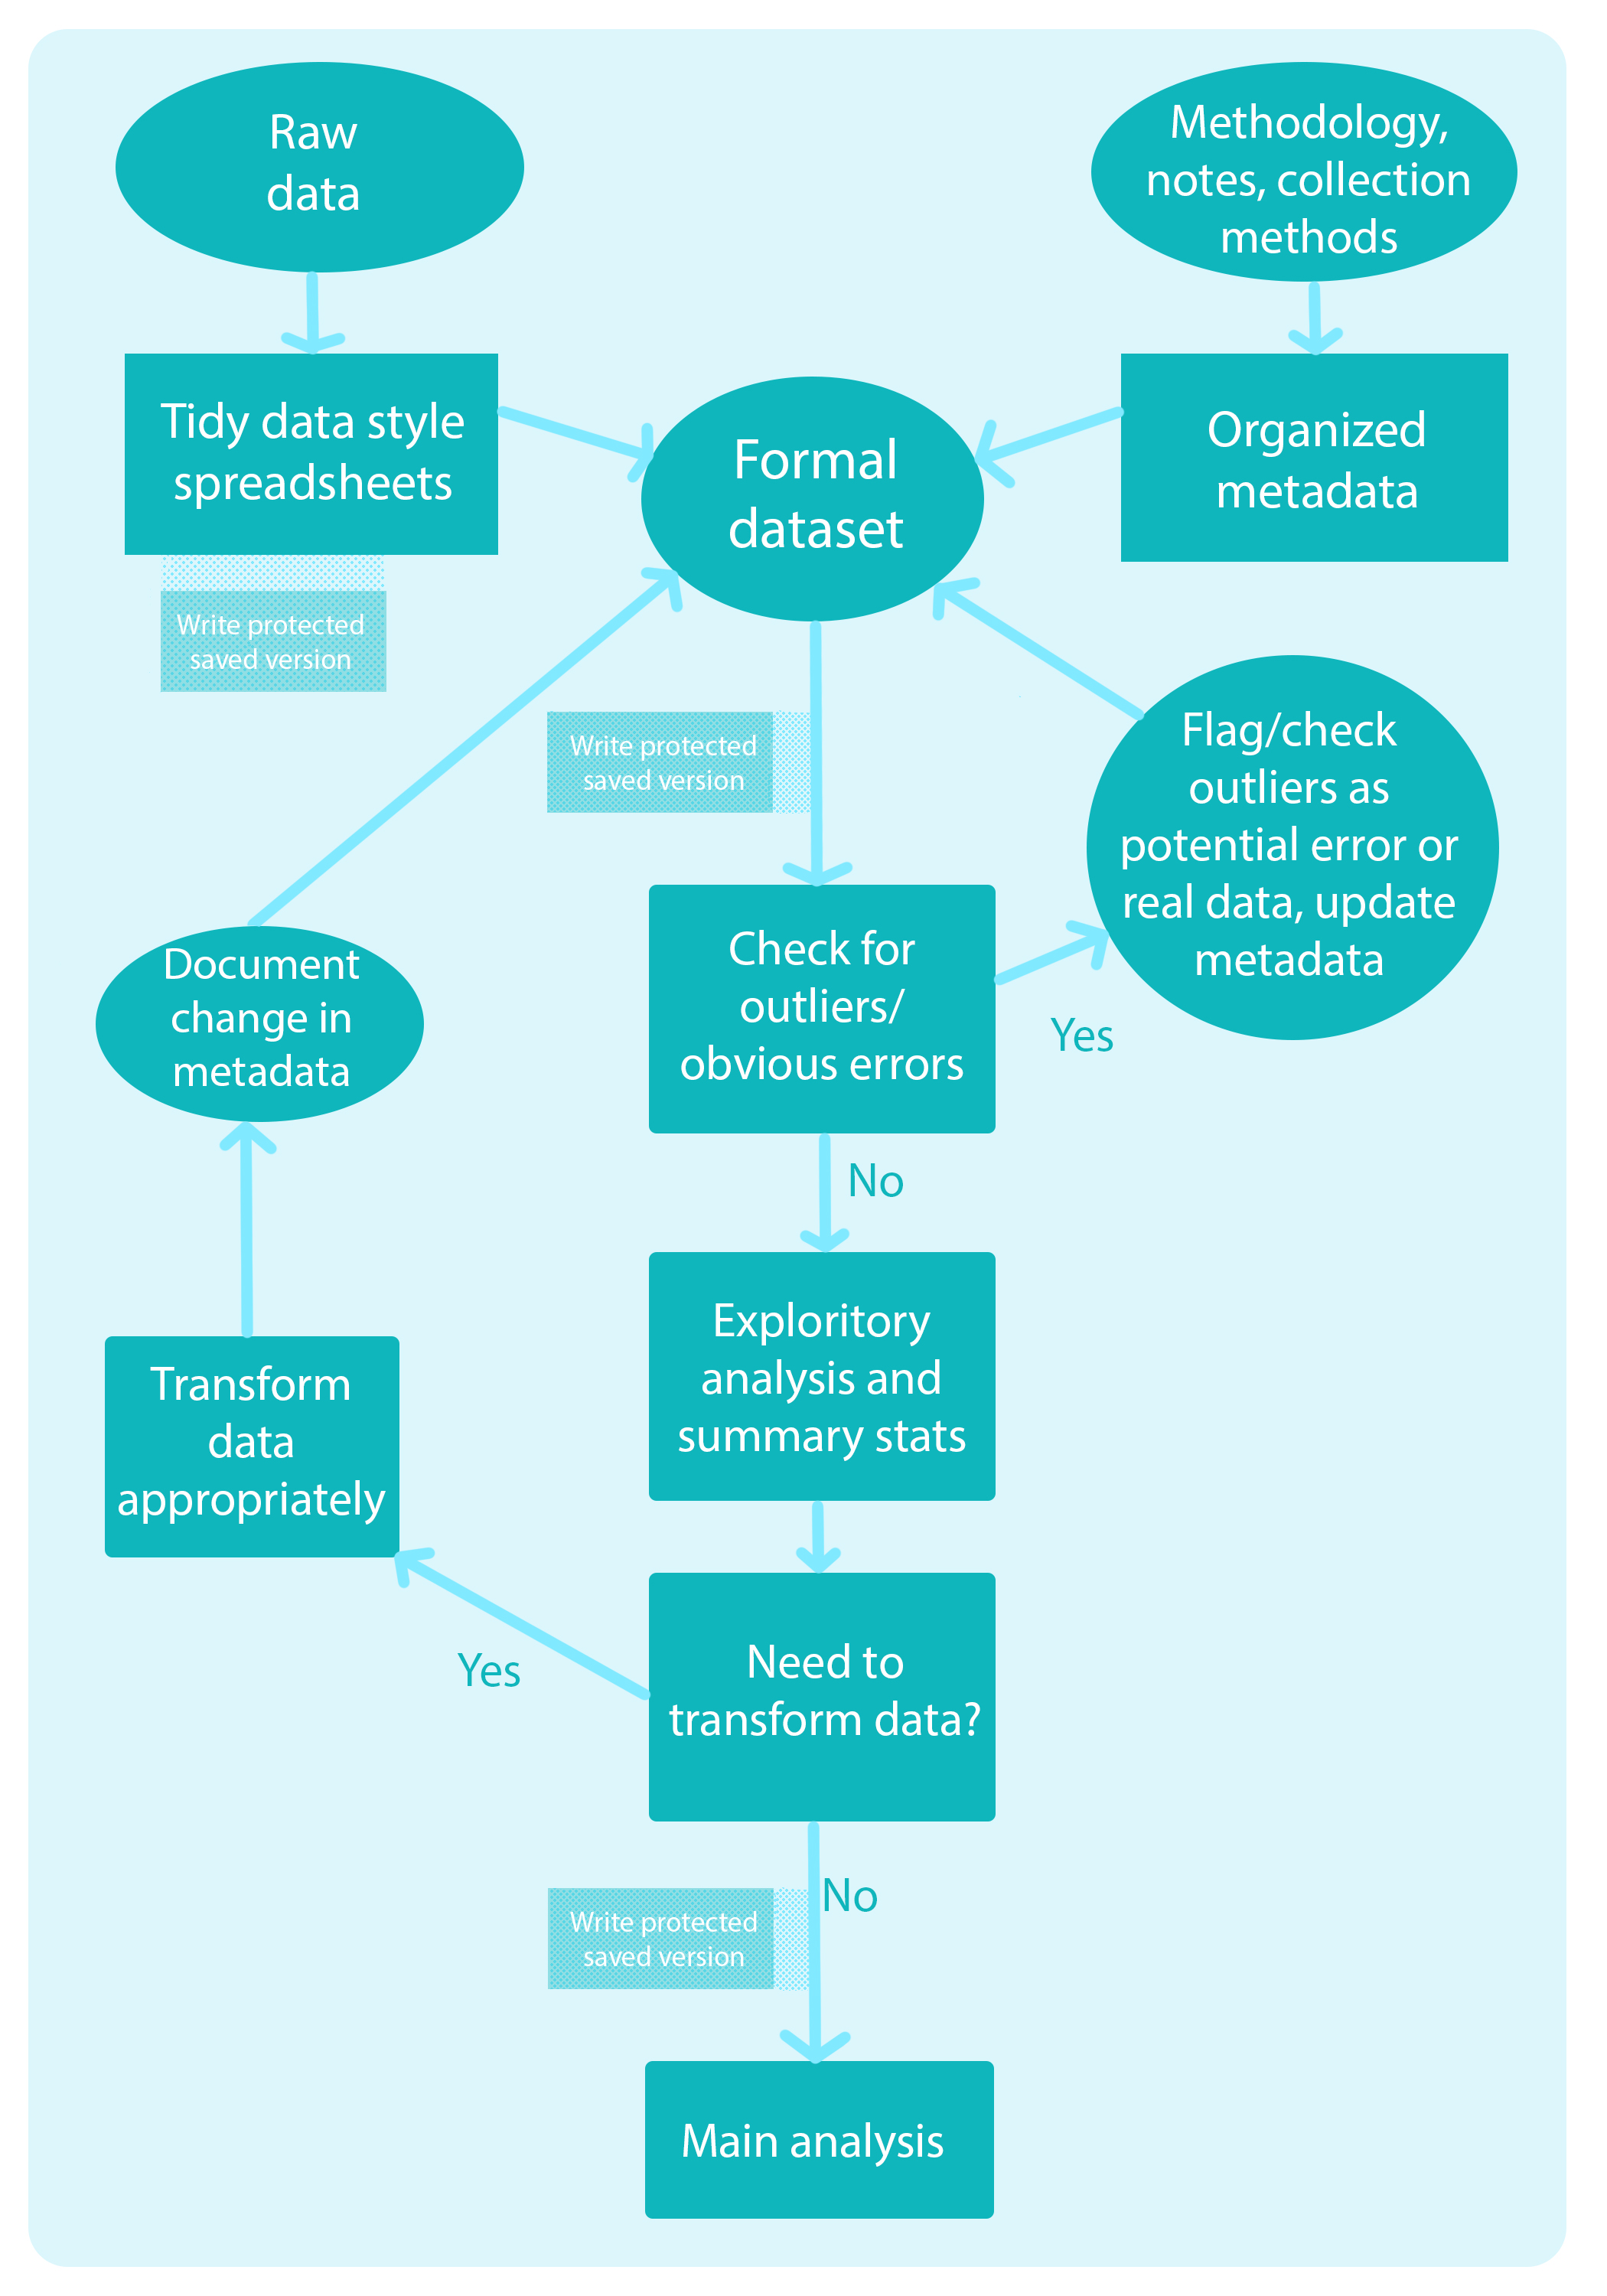 Raw
data
Methodology,
notes, collection
methods
Tidy data style
spreadsheets
Formal
dataset
Organized
metadata
Write protected
saved version
Write protected
saved version
Flag/check
outliers as
potential error or
real data, update
metadata
Check for
outliers/
obvious errors
Yes
Document
change in
metadata
No
Exploritory
analysis and
summary stats
Transform
data
appropriately
Need to
transform data?
Yes
No
Write protected
saved version
Main analysis